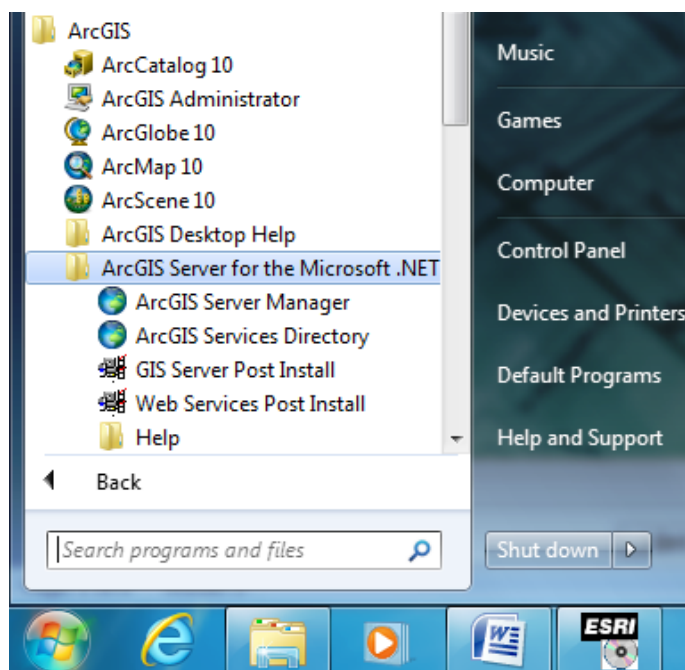 ArcGIS
ArcCatalog 10
ArcGIS Administrator
ArcGlobe 10
ArcMap 10
ArcScene 10
ArcGIS Desktop Help
ArcGIS Server for the Microsoft .NET
ArcGIS Server Manager
ArcGIS Services Directory
GIS Server Post Install
Web Services Post Install
Help
Back
Search programs and files
Music
Games
Computer
Control Panel
Devices and Printers
Default Programs
Help and Support
Shut down
W
ESRI